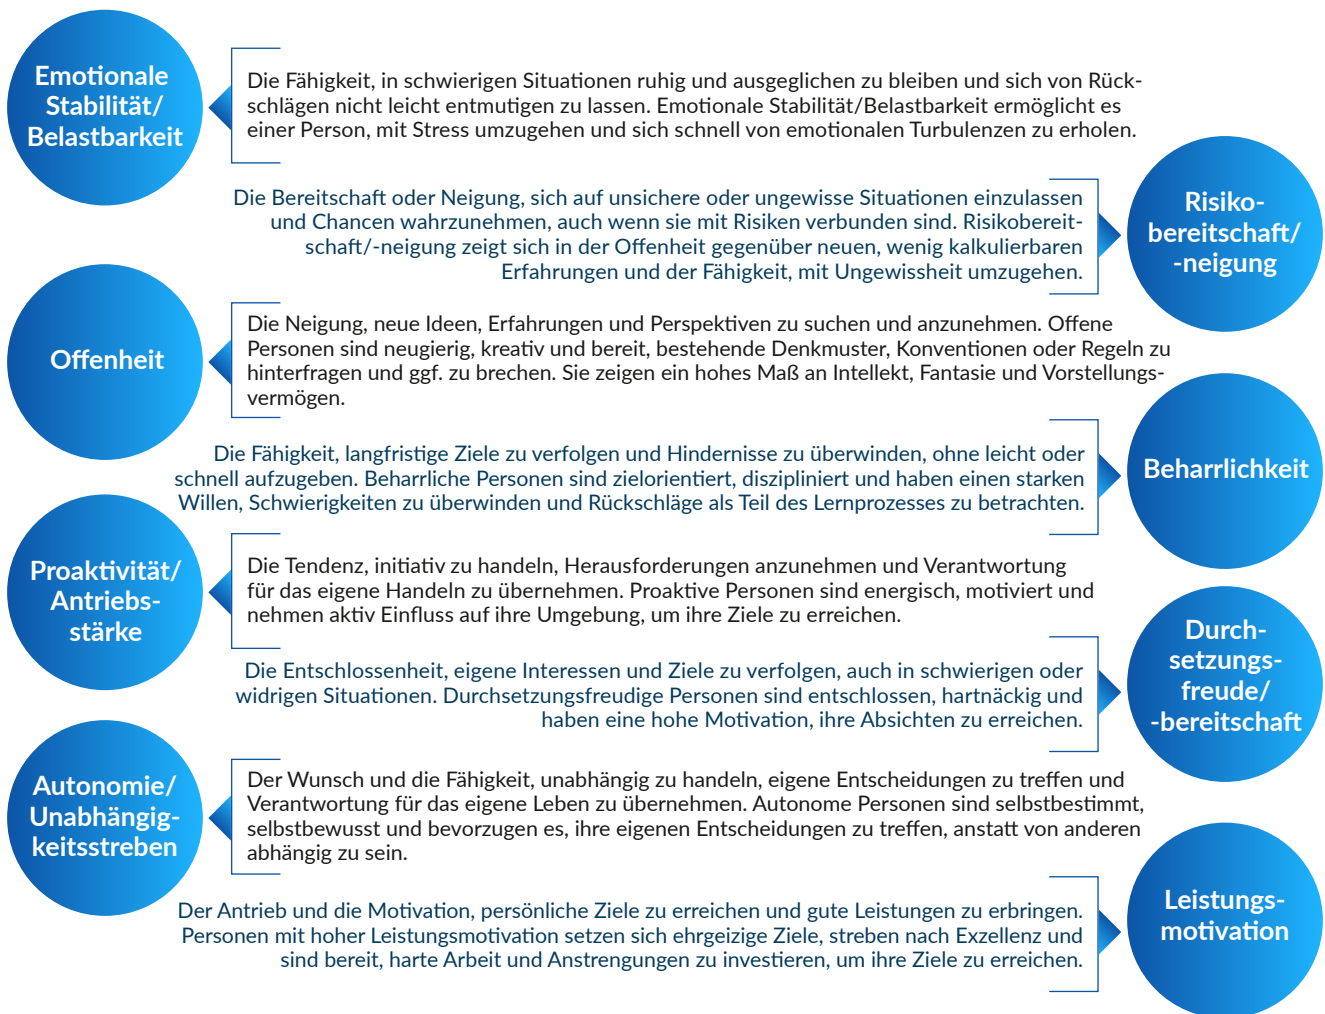 Emotionale
Stabilität/
Belastbarkeit
Die Fähigkeit, in schwierigen Situationen ruhig und ausgeglichen zu bleiben und sich von Rück-
schlägen nicht leicht entmutigen zu lassen. Emotionale Stabilität/Belastbarkeit ermöglicht es
einer Person, mit Stress umzugehen und sich schnell von emotionalen Turbulenzen zu erholen.
Die Bereitschaft oder Neigung, sich auf unsichere oder ungewisse Situationen einzulassen
und Chancen wahrzunehmen, auch wenn sie mit Risiken verbunden sind. Risikobereit-
schaft/-neigung zeigt sich in der Offenheit gegenüber neuen, wenig kalkulierbaren
Erfahrungen und der Fähigkeit, mit Ungewissheit umzugehen.
Risiko-
bereitschaft/
-neigung
Offenheit
Die Neigung, neue Ideen, Erfahrungen und Perspektiven zu suchen und anzunehmen. Offene
Personen sind neugierig, kreativ und bereit, bestehende Denkmuster, Konventionen oder Regeln zu
hinterfragen und ggf. zu brechen. Sie zeigen ein hohes Maß an Intellekt, Fantasie und Vorstellungs-
vermögen.
Die Fähigkeit, langfristige Ziele zu verfolgen und Hindernisse zu überwinden, ohne leicht oder
schnell aufzugeben. Beharrliche Personen sind zielorientiert, diszipliniert und haben einen starken
Willen, Schwierigkeiten zu überwinden und Rückschläge als Teil des Lernprozesses zu betrachten.
Beharrlichkeit
Proaktivität/
Antriebs-
stärke
Die Tendenz, initiativ zu handeln, Herausforderungen anzunehmen und Verantwortung
für das eigene Handeln zu übernehmen. Proaktive Personen sind energisch, motiviert und
nehmen aktiv Einfluss auf ihre Umgebung, um ihre Ziele zu erreichen.
Die Entschlossenheit, eigene Interessen und Ziele zu verfolgen, auch in schwierigen oder
widrigen Situationen. Durchsetzungsfreudige Personen sind entschlossen, hartnäckig und
haben eine hohe Motivation, ihre Absichten zu erreichen.
Durch-
setzungs-
freude/
-bereitschaft
Autonomie/
Unabhängig-
keitsstreben
Der Wunsch und die Fähigkeit, unabhängig zu handeln, eigene Entscheidungen zu treffen und
Verantwortung für das eigene Leben zu übernehmen. Autonome Personen sind selbstbestimmt,
selbstbewusst und bevorzugen es, ihre eigenen Entscheidungen zu treffen, anstatt von anderen
abhängig zu sein.
Der Antrieb und die Motivation, persönliche Ziele zu erreichen und gute Leistungen zu erbringen.
Personen mit hoher Leistungsmotivation setzen sich ehrgeizige Ziele, streben nach Exzellenz und
sind bereit, harte Arbeit und Anstrengungen zu investieren, um ihre Ziele zu erreichen.
Leistungs-
motivation